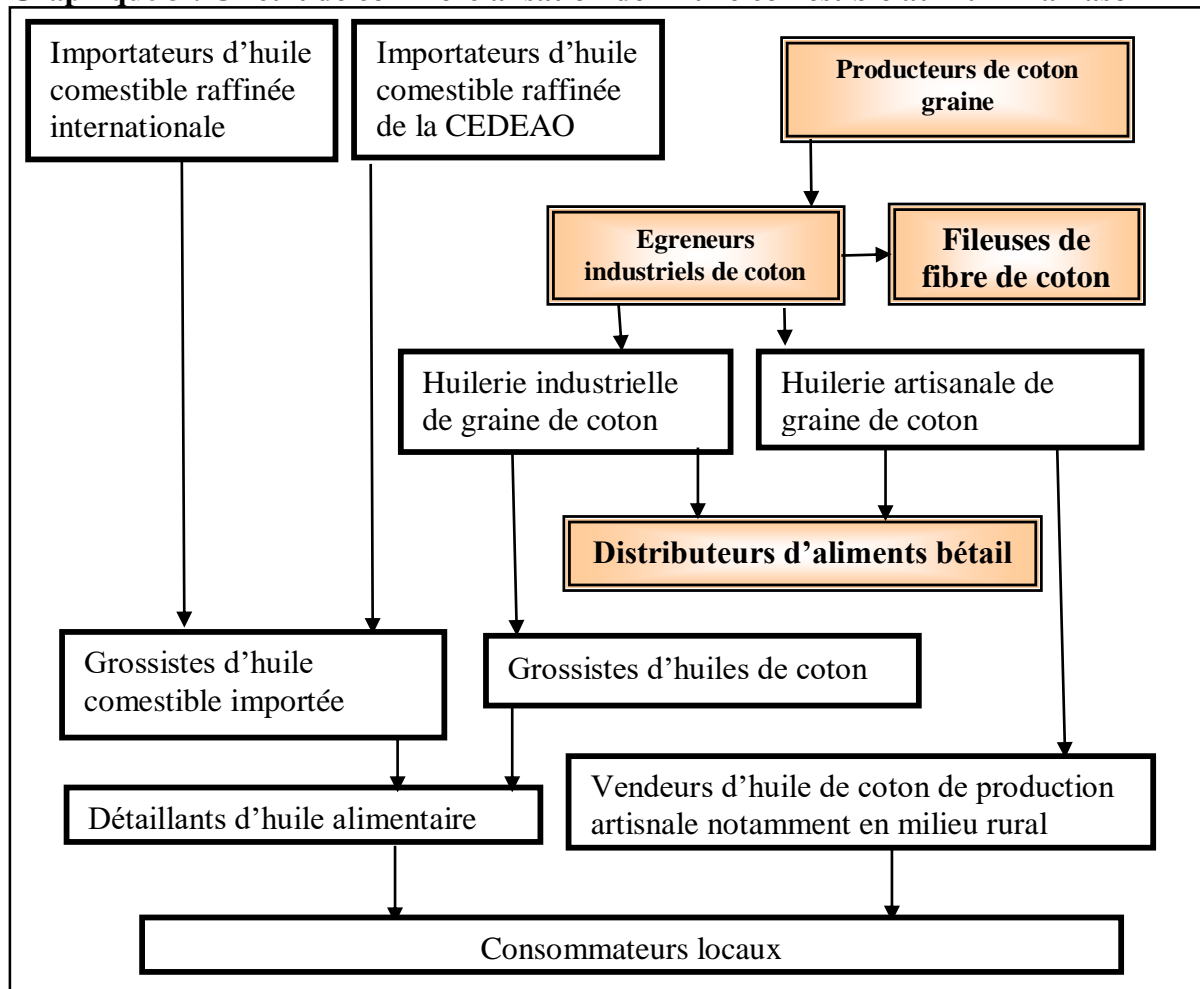 Importateurs d’huile
comestible raffinée
internationale
Importateurs d’huile
comestible raffinée
de la CEDEAO
Producteurs de coton
graine
Egreneurs
industriels de coton
Fileuses de
fibre de coton
Huilerie industrielle
de graine de coton
Huilerie artisanale de
graine de coton
Distributeurs d’aliments bétail
Grossistes d’huile
comestible importée
Grossistes d’huiles de coton
Détaillants d’huile alimentaire
Vendeurs d’huile de coton de production
artisnale notamment en milieu rural
Consommateurs locaux